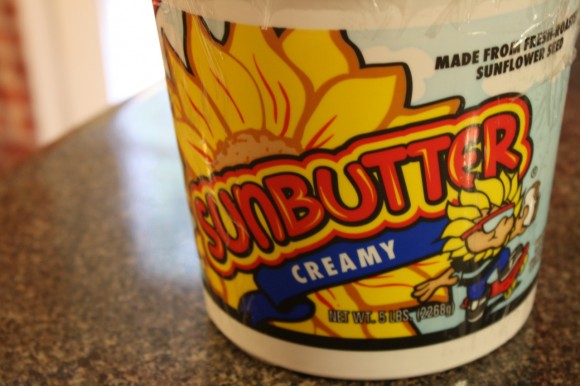 MADE FROM FRESH-ROASTED
SUNFLOWER SEED
SUNBUTTER®
CREAMY
NET WT. 5 LBS. (2268g)